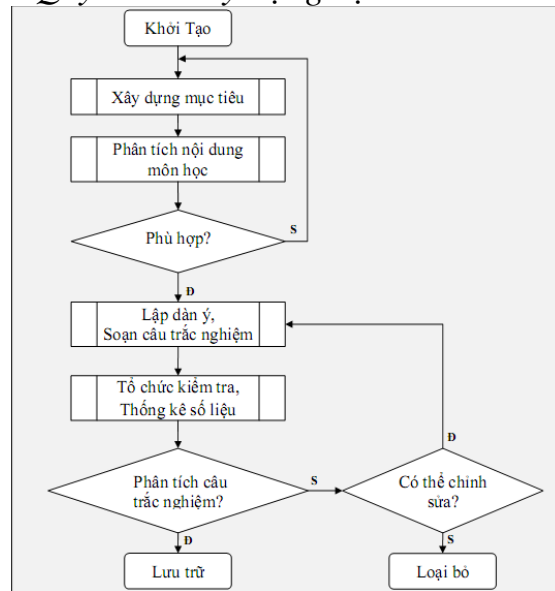 Khởi Tạo
Xây dựng mục tiêu
Phân tích nội dung
môn học
Phù hợp?
S
Đ
Lập dàn ý,
Soạn câu trắc nghiệm
Tổ chức kiểm tra,
Thống kê số liệu
Đ
Phân tích câu
trắc nghiệm?
S
Có thể chỉnh
sửa?
Đ
S
Lưu trữ
Loại bỏ